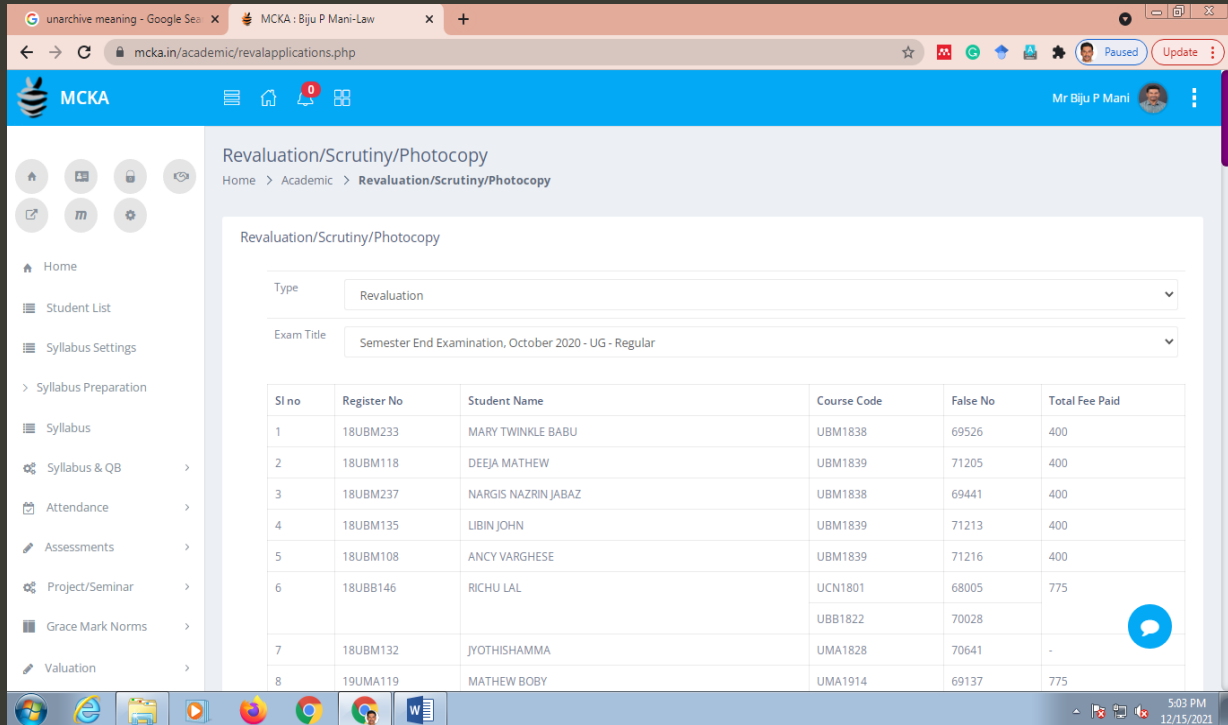 unarchive meaning - Google Sea
MCKA : Biju P Mani-Law
mcka.in/academic/revalapplications.php
Paused
Update
MCKA
0
Mr Biju P Mani
Revaluation/Scrutiny/Photocopy
Home > Academic > Revaluation/Scrutiny/Photocopy
m
Home
Student List
Syllabus Settings
> Syllabus Preparation
Syllabus
Syllabus & QB >
Attendance >
Assessments >
Project/Seminar >
Grace Mark Norms >
Valuation >
Revaluation/Scrutiny/Photocopy
Type Revaluation
Exam Title Semester End Examination, October 2020 - UG - Regular
Sl no Register No Student Name Course Code False No Total Fee Paid
1 18UBM233 MARY TWINKLE BABU UBM1838 69526 400
2 18UBM118 DEEJA MATHEW UBM1839 71205 400
3 18UBM237 NARGIS NAZRIN JABAZ UBM1838 69441 400
4 18UBM135 LIBIN JOHN UBM1839 71213 400
5 18UBM108 ANCY VARGHESE UBM1839 71216 400
6 18UBB146 RICHU LAL UCN1801 68005 775
UBB1822 70028
7 18UBM132 JYOTHISHAMMA UMA1828 70641 -
8 19UMA119 MATHEW BOBY UMA1914 69137 775
W
5:03 PM
12/15/2021